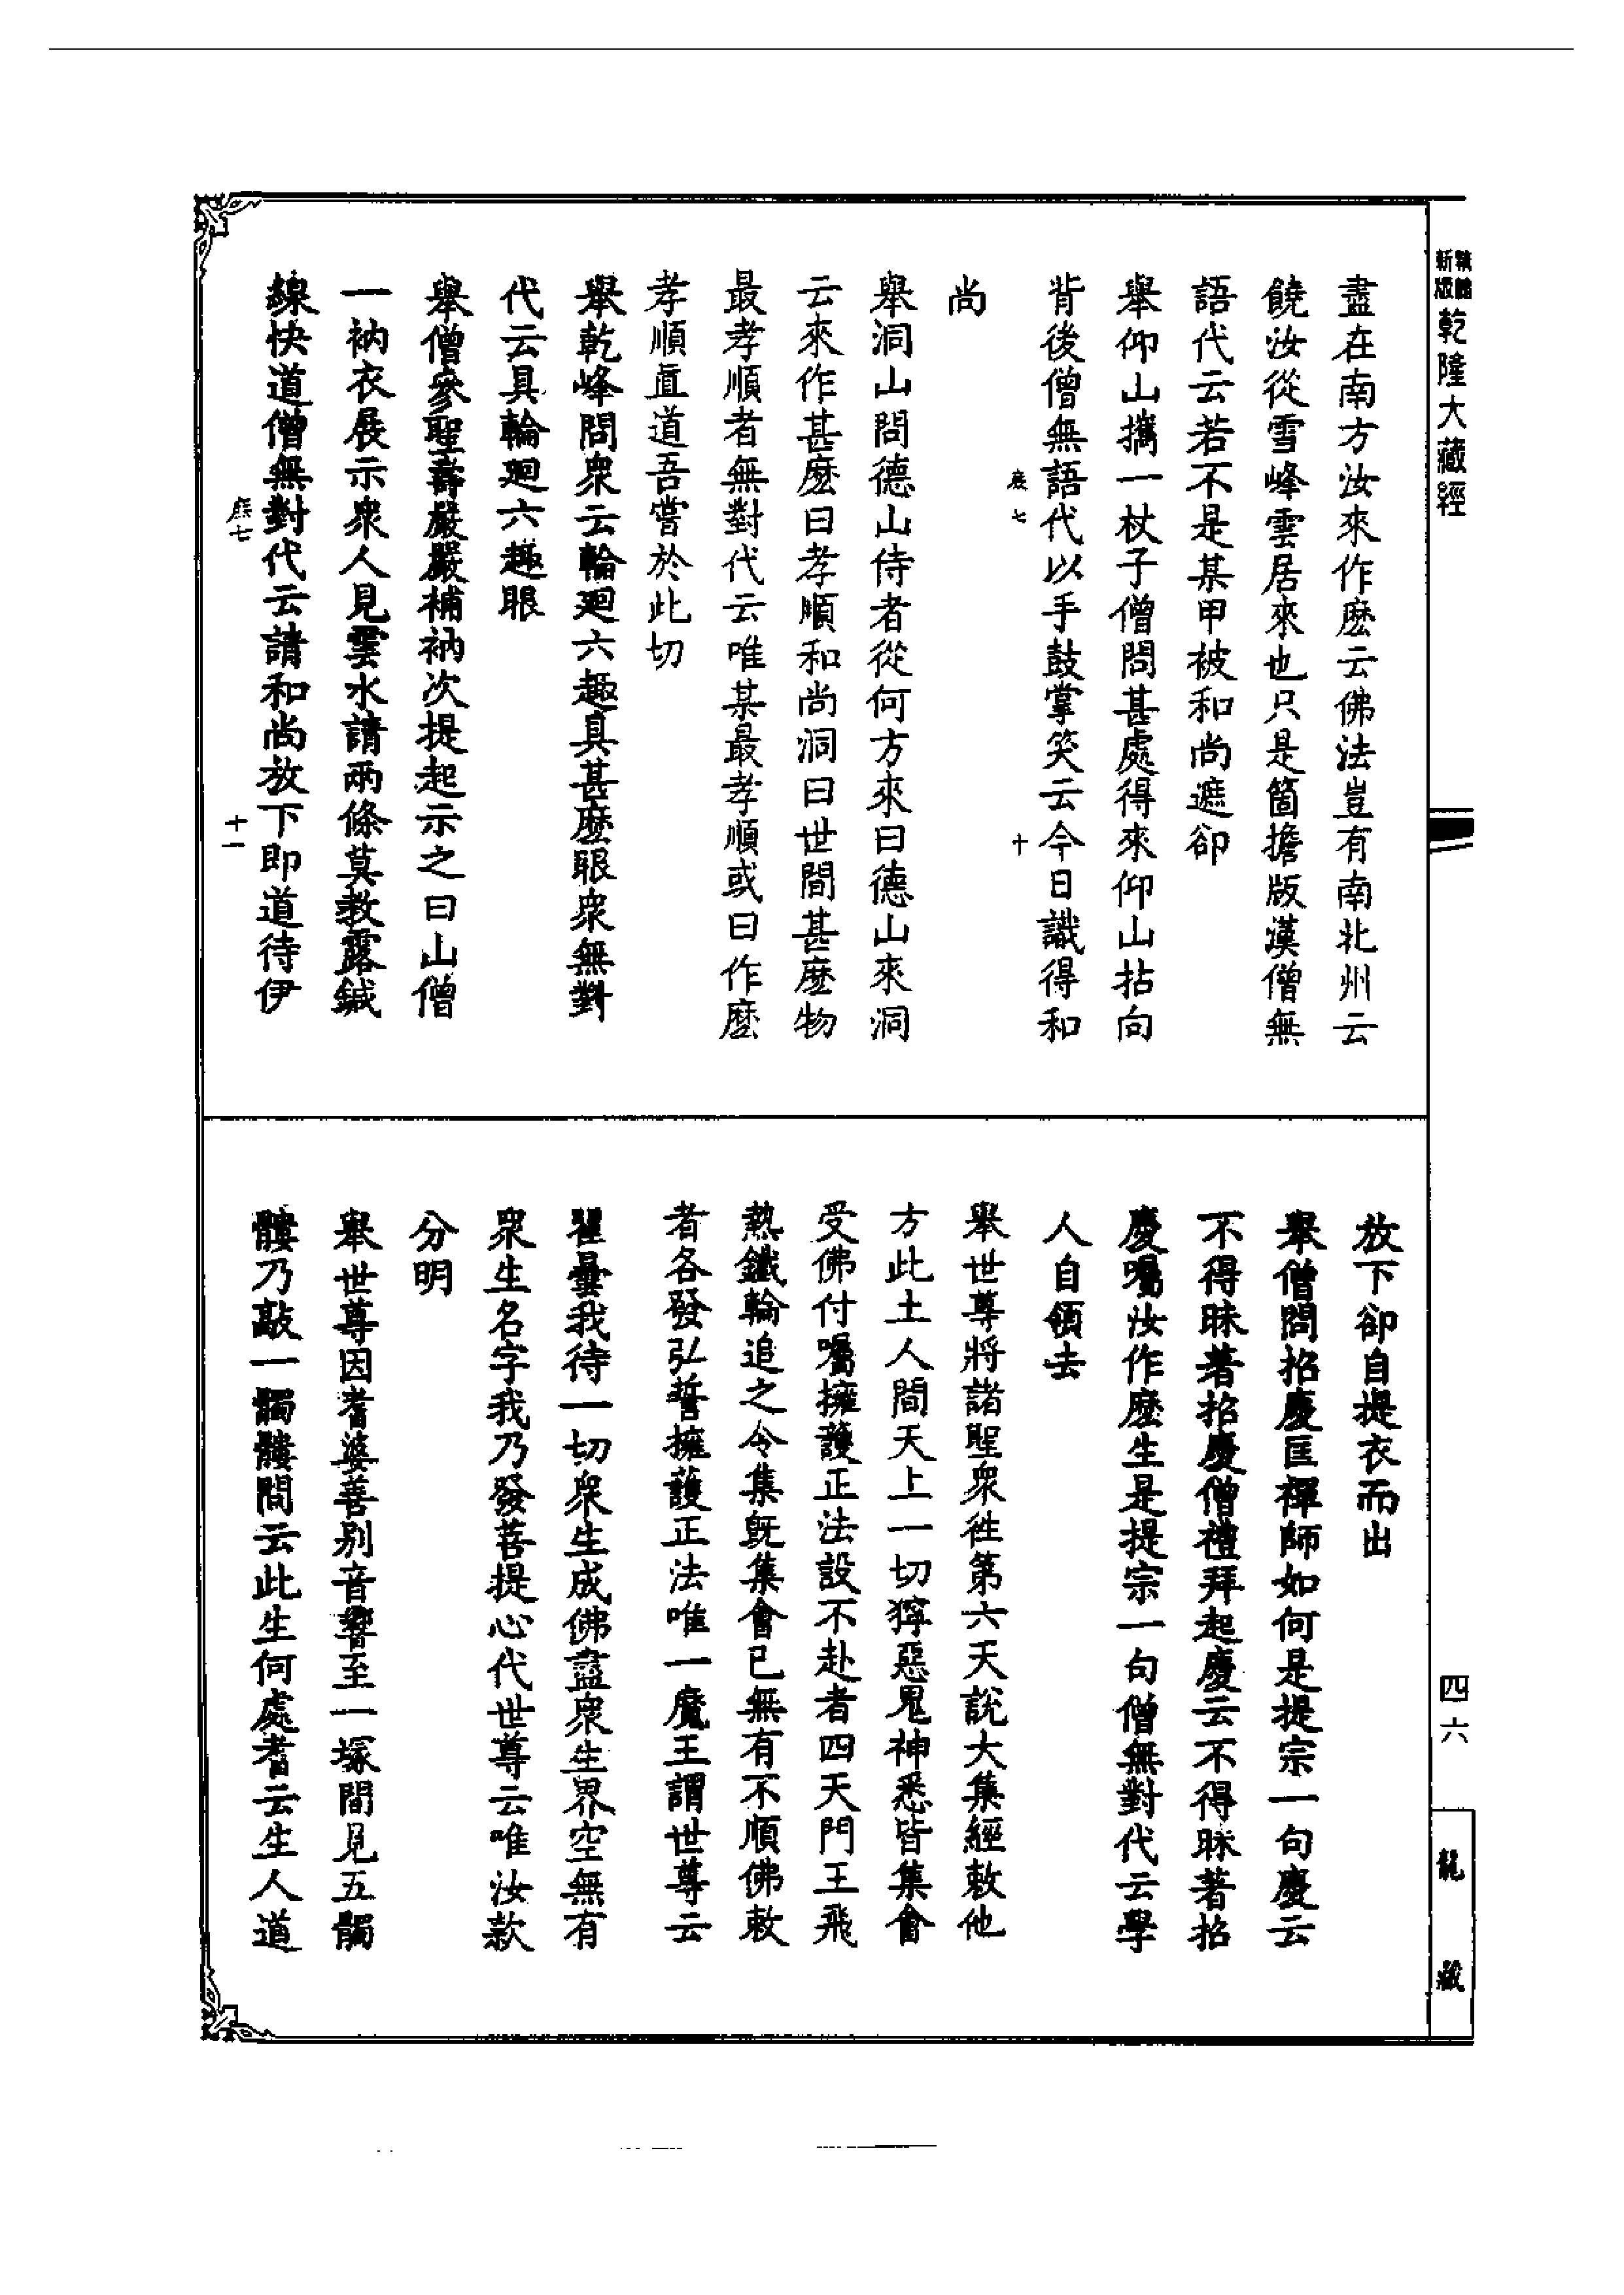 新編
縮版
乾隆大藏經
盡在南方汝來作麽云佛法豈有南北州云
饒汝從雪峰雲居來也只是箇擔版漢僧無
語代云若不是某甲被和尚遮卻
舉仰山攜一杖子僧問甚處得來仰山拈向
背後僧無語代以手鼓掌笑云今日識得和
尚
底七 十
舉洞山問德山侍者從何方來曰德山來洞
云來作甚麽曰孝順和尚洞曰世間甚麽物
最孝順者無對代云唯某最孝順或曰作麽
孝順直道吾嘗於此切
舉乾峰問衆云輪迴六趣具甚麽眼衆無對
代云具輪迴六趣眼
舉僧參聖壽嚴嚴補衲次提起示之曰山僧
一衲衣展示衆人見雲水請兩條莫教露鍼
線快道僧無對代云請和尚放下即道待伊
底七 十一
放下卻自提衣而出
舉僧問招慶匡禪師如何是提宗一句慶云
不得昧著招慶僧禮拜起慶云不得昧著招
慶囑汝作麽生是提宗一句僧無對代云學
人自領去
舉世尊將諸聖衆徃第六天說大集經敕他
方此土人間天上一切獰惡鬼神悉皆集會
受佛付囑擁護正法設不赴者四天門王飛
熱鐵輪追之令集旣集會已無有不順佛敕
者各發弘誓擁護正法唯一魔王謂世尊云
瞿曇我待一切衆生成佛盡衆生界空無有
衆生名字我乃發菩提心代世尊云唯汝款
分明
舉世尊因耆婆善别音響至一塚間見五髑
髏乃敲一髑髏問云此生何處耆云生人道
四六
龍藏